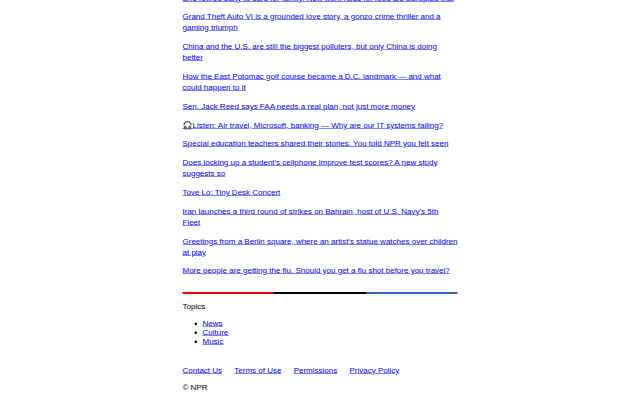 Grand Theft Auto VI is a grounded love story, a gonzo crime thriller and a
gaming triumph
China and the U.S. are still the biggest polluters, but only China is doing
better
How the East Potomac golf course became a D.C. landmark — and what
could happen to it
Sen. Jack Reed says FAA needs a real plan, not just more money
🎧Listen: Air travel, Microsoft, banking — Why are our IT systems failing?
Special education teachers shared their stories. You told NPR you felt seen
Does locking up a student's cellphone improve test scores? A new study
suggests so
Tove Lo: Tiny Desk Concert
Iran launches a third round of strikes on Bahrain, host of U.S. Navy's 5th
Fleet
Greetings from a Berlin square, where an artist's statue watches over children
at play
More people are getting the flu. Should you get a flu shot before you travel?
Topics
News
Culture
Music
Contact Us Terms of Use Permissions Privacy Policy
© NPR